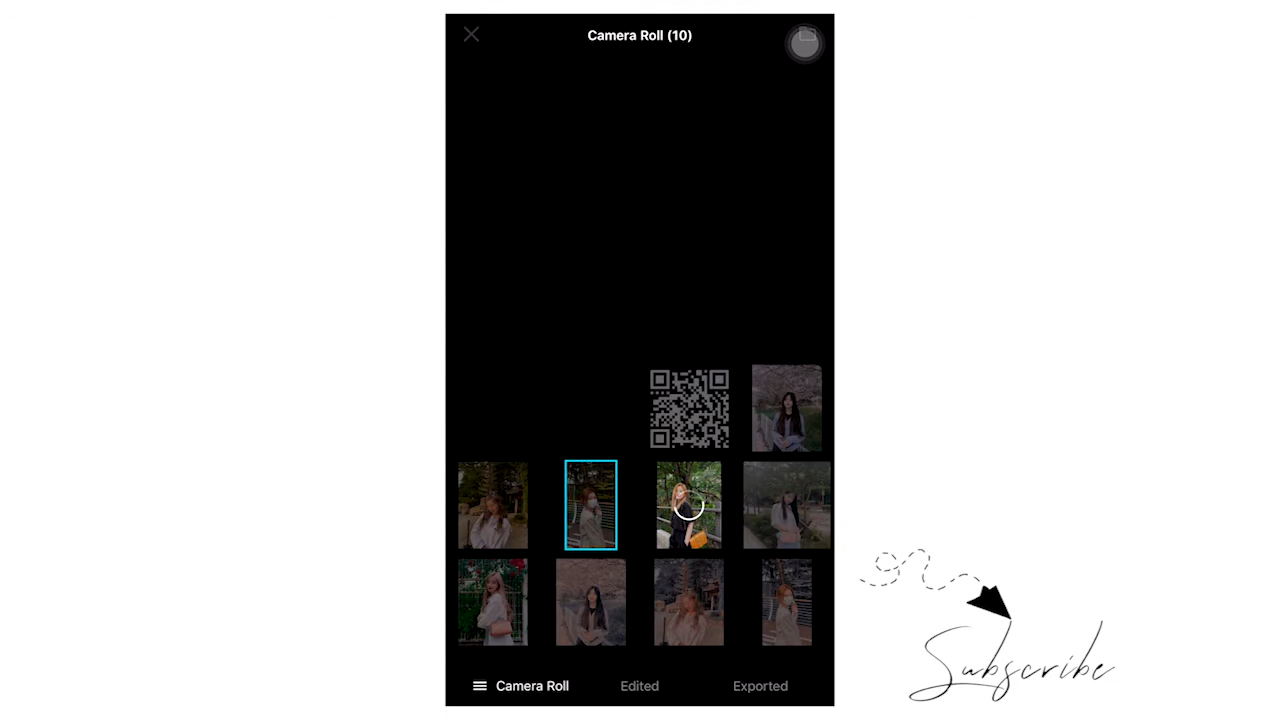 Camera Roll (10)
Subscribe
Camera Roll
Edited
Exported